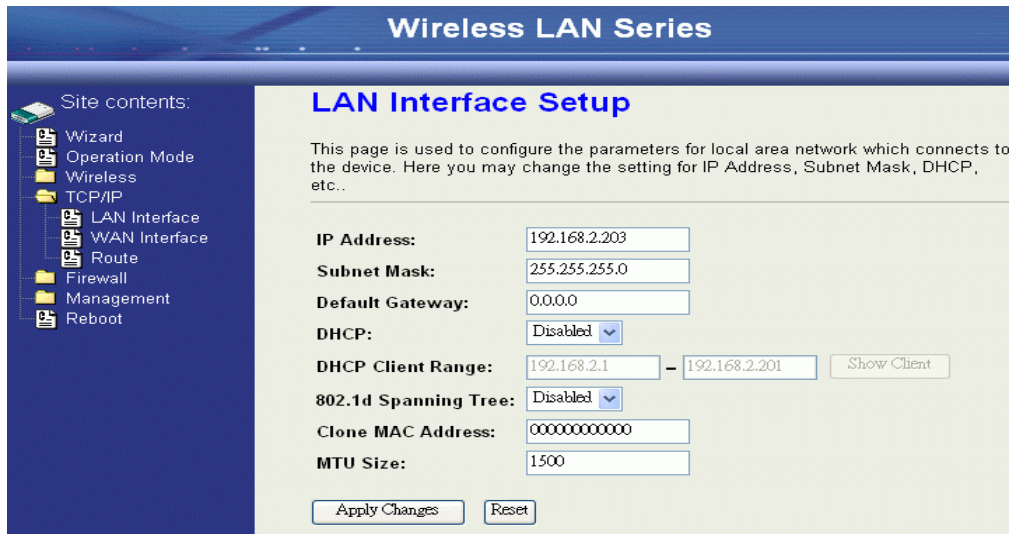 Wireless LAN Series
Site contents:
Wizard
Operation Mode
Wireless
TCP/IP
LAN Interface
WAN Interface
Route
Firewall
Management
Reboot
LAN Interface Setup
This page is used to configure the parameters for local area network which connects to
the device. Here you may change the setting for IP Address, Subnet Mask, DHCP,
etc..
IP Address: 192.168.2.203
Subnet Mask: 255.255.255.0
Default Gateway: 0.0.0.0
DHCP: Disabled
DHCP Client Range: 192.168.2.1 – 192.168.2.201 Show Client
802.1d Spanning Tree: Disabled
Clone MAC Address: 000000000000
MTU Size: 1500
Apply Changes Reset